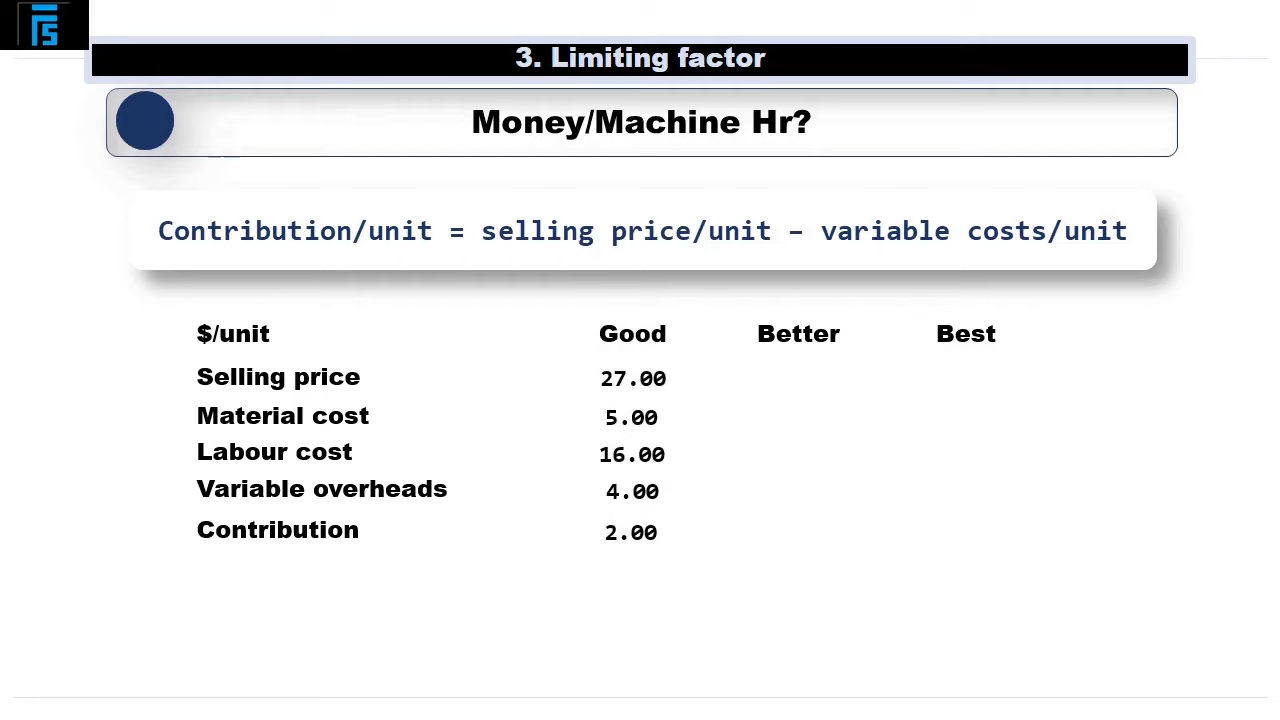 FS
3. Limiting factor
Money/Machine Hr?
Contribution/unit = selling price/unit – variable costs/unit
$/unit Good Better Best
Selling price 27.00
Material cost 5.00
Labour cost 16.00
Variable overheads 4.00
Contribution 2.00